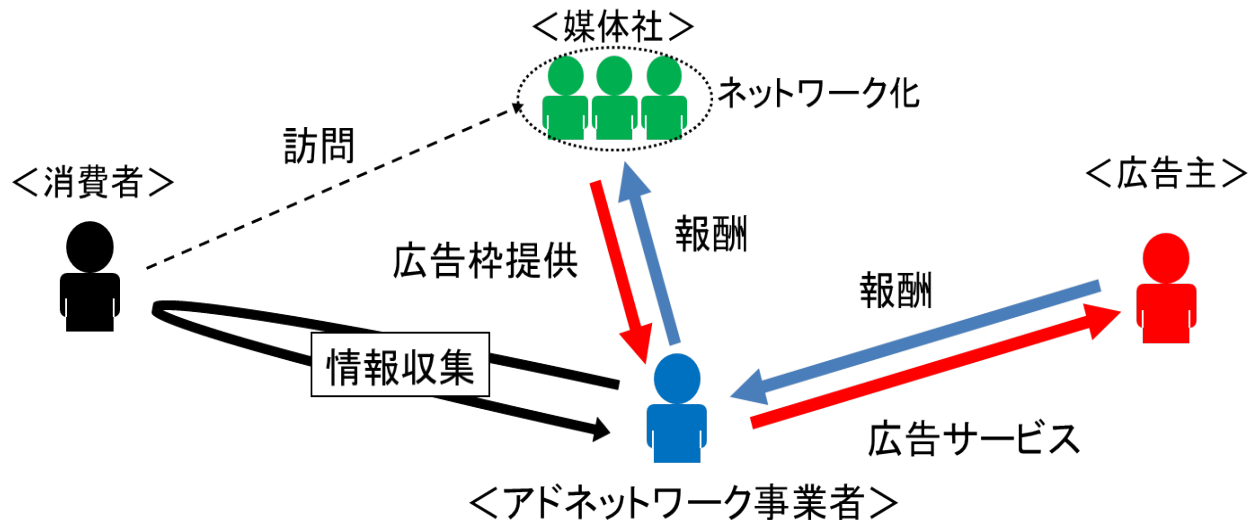 ＜媒体社＞
ネットワーク化
訪問
＜消費者＞
＜広告主＞
報酬
広告枠提供
報酬
情報収集
広告サービス
＜アドネットワーク事業者＞